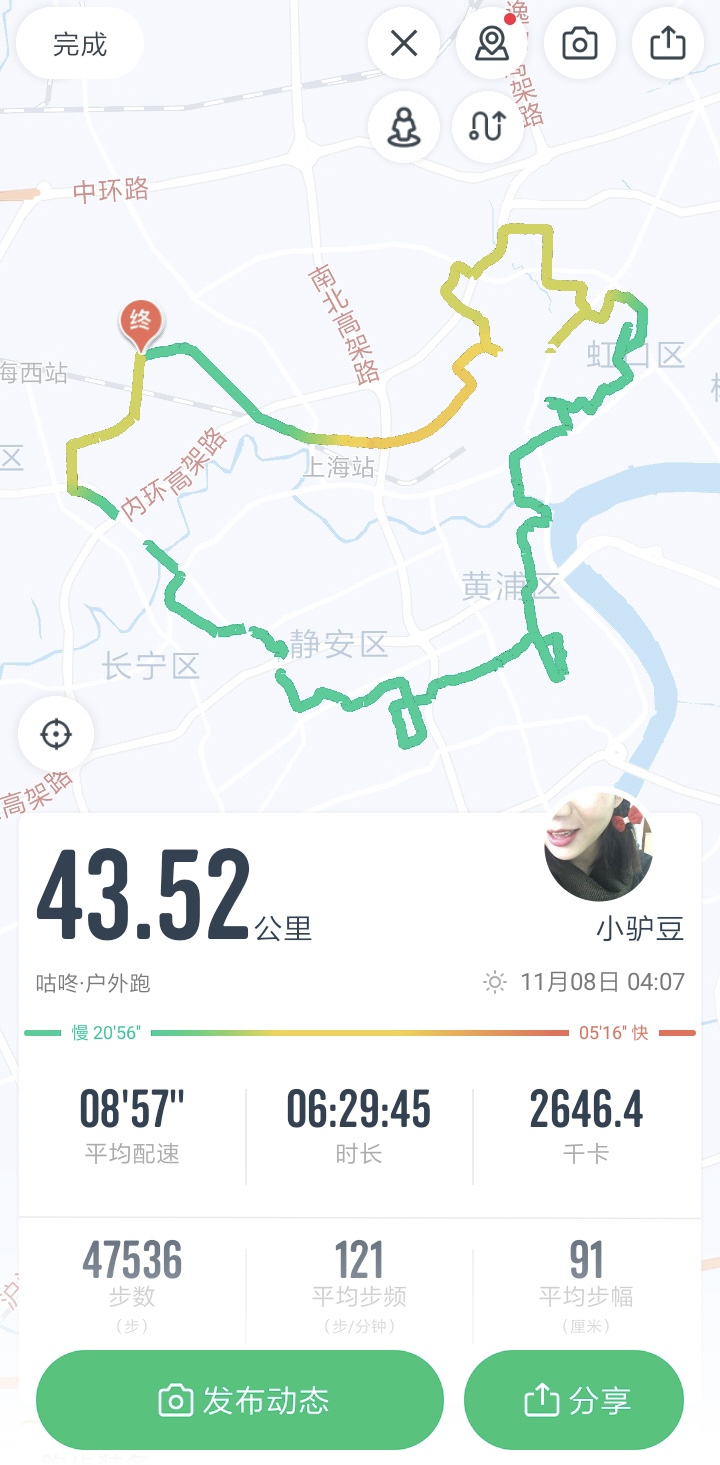 完成
逸
架
路
中环路
终
南北高架路
虹口区
海西站
区
内环高架路
上海站
黄浦区
静安区
长宁区
高架路
43.52公里
小驴豆
咕咚·户外跑
11月08日 04:07
慢 20'56"
05'16" 快
08'57"
06:29:45
2646.4
平均配速
时长
千卡
47536
121
91
步数
平均步频
平均步幅
(步)
(步/分钟)
(厘米)
发布动态
分享